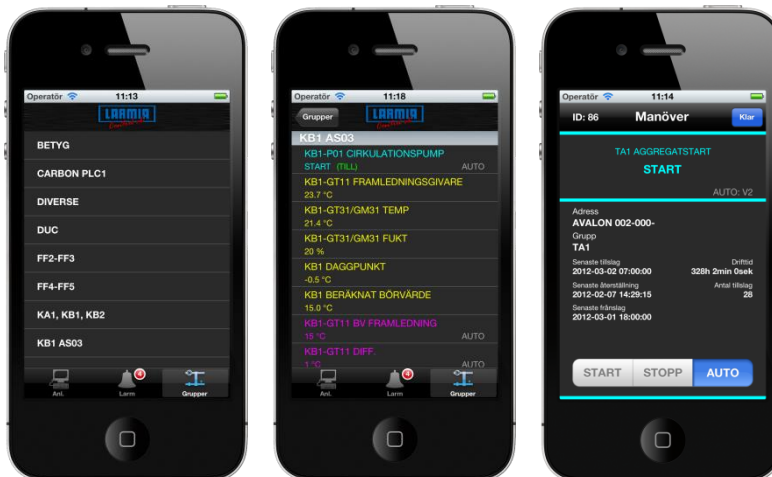 Operatör 11:13
LARMIA
BETYG
CARBON PLC1
DIVERSE
DUC
FF2-FF3
FF4-FF5
KA1, KB1, KB2
KB1 AS03
4
Anl. Larm Grupper
Operatör 11:18
Grupper LARMIA
KB1 AS03
KB1-P01 CIRKULATIONSPUMP
START (TILL) AUTO
KB1-GT11 FRAMLEDNINGSGIVARE
23.7 °C
KB1-GT31/GM31 TEMP
21.4 °C
KB1-GT31/GM31 FUKT
20 %
KB1 DAGGPUNKT
-0.5 °C
KB1 BERÄKNAT BÖRVÄRDE
15.0 °C
KB1-GT11 BV FRAMLEDNING
15 °C AUTO
KB1-GT11 DIFF.
1 °C AUTO
4
Anl. Larm Grupper
Operatör 11:14
ID: 86 Manöver Klar
TA1 AGGREGATSTART
START
AUTO: V2
Adress
AVALON 002-000-
Grupp
TA1
Senaste tillslag Drifttid
2012-03-02 07:00:00 328h 2min 0sek
Senaste återställning Antal tillslag
2012-02-07 14:29:15 28
Senaste frånslag
2012-03-01 18:00:00
START STOPP AUTO